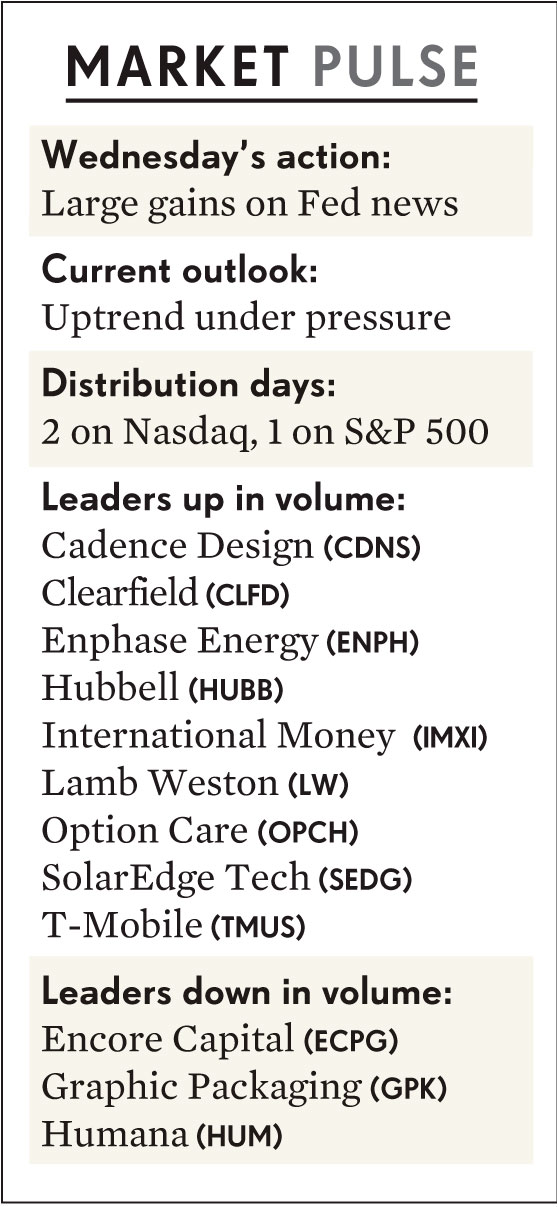 MARKET PULSE
Wednesday’s action:
Large gains on Fed news
Current outlook:
Uptrend under pressure
Distribution days:
2 on Nasdaq, 1 on S&P 500
Leaders up in volume:
Cadence Design (CDNS)
Clearfield (CLFD)
Enphase Energy (ENPH)
Hubbell (HUBB)
International Money (IMXI)
Lamb Weston (LW)
Option Care (OPCH)
SolarEdge Tech (SEDG)
T-Mobile (TMUS)
Leaders down in volume:
Encore Capital (ECPG)
Graphic Packaging (GPK)
Humana (HUM)